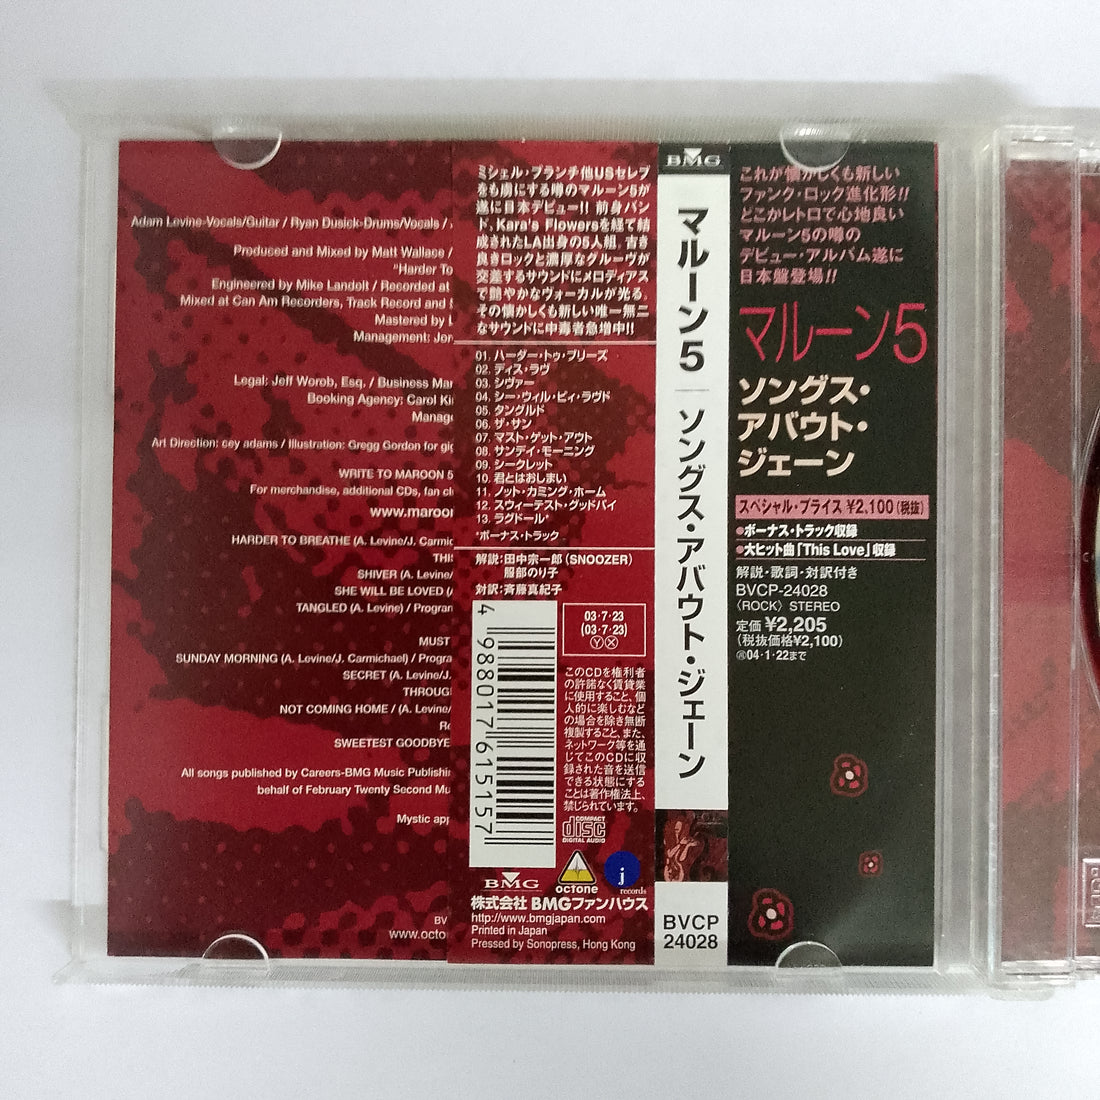 Adam Levine-Vocals/Guitar / Ryan Dusick-Drums/Vocals /
Produced and Mixed by Matt Wallace /
"Harder To
Engineered by Mike Landolt / Recorded at
Mixed at Can Am Recorders, Track Record and
Mastered by L
Management: Jor
Legal: Jeff Worob, Esq. / Business Mar
Booking Agency: Carol Ki
Manage
Art Direction: cey adams / Illustration: Gregg Gordon for gig
WRITE TO MAROON 5
For merchandise, additional CDs, fan cl
www.maroor
HARDER TO BREATHE (A. Levine/J. Carmic
THI
SHIVER (A. Levine/
SHE WILL BE LOVED (
TANGLED (A. Levine) / Program
MUST
SUNDAY MORNING (A. Levine/J. Carmichael) / Progra
SECRET (A. Levine/J.
THROUG
NOT COMING HOME / (A. Levine/
R
SWEETEST GOODBYE
All songs published by Careers-BMG Music Publishin
behalf of February Twenty Second Mu
Mystic app
BV
www.octo
ミシェル・ブランチ他USセレブ
をも虜にする噂のマルーン5が
遂に日本デビュー!! 前身バン
ド、Kara's Flowersを経て結
成されたLA出身の5人組。古き
良きロックと濃厚なグルーヴが
交差するサウンドにメロディアス
で艶やかなヴォーカルが光る。
その懐かしくも新しい唯一無二
なサウンドに中毒者急増中!!
01. ハーダー・トゥ・ブリーズ
02. ディス・ラヴ
03. シヴァー
04. シー・ウィル・ビィ・ラヴド
05. タングルド
06. ザ・サン
07. マスト・ゲット・アウト
08. サンデイ・モーニング
09. シークレット
10. 君とはおしまい
11. ノット・カミング・ホーム
12. スウィーテスト・グッドバイ
13. ラグドール*
*ボーナス・トラック
解説:田中宗一郎(SNOOZER)
服部のり子
対訳:斉藤真紀子
4 988017 615157
03・7・23
(03・7・23)
Ⓨ Ⓧ
このCDを権利者
の許諾なく賃貸業
に使用すること、個
人的に楽しむなど
の場合を除き無断
複製すること、また、
ネットワーク等を通
じてこのCDに収
録された音を送信
できる状態にする
ことは著作権法上、
禁じられています。
COMPACT
disc
DIGITAL AUDIO
BMG
octone
j
records
株式会社 BMGファンハウス
http://www.bmgjapan.com
Printed in Japan
Pressed by Sonopress, Hong Kong
BMG
マルーン5 ソングス・アバウト・ジェーン
BVCP
24028
これが懐かしくも新しい
ファンク・ロック進化形!!
どこかレトロで心地良い
マルーン5の噂の
デビュー・アルバム遂に
日本盤登場!!
マルーン5
ソングス・
アバウト・
ジェーン
スペシャル・プライス ¥2,100(税抜)
●ボーナス・トラック収録
●大ヒット曲「This Love」収録
解説・歌詞・対訳付き
BVCP-24028
〈ROCK〉 STEREO
定価 ¥2,205
(税抜価格¥2,100)
Ⓡ04・1・22まで